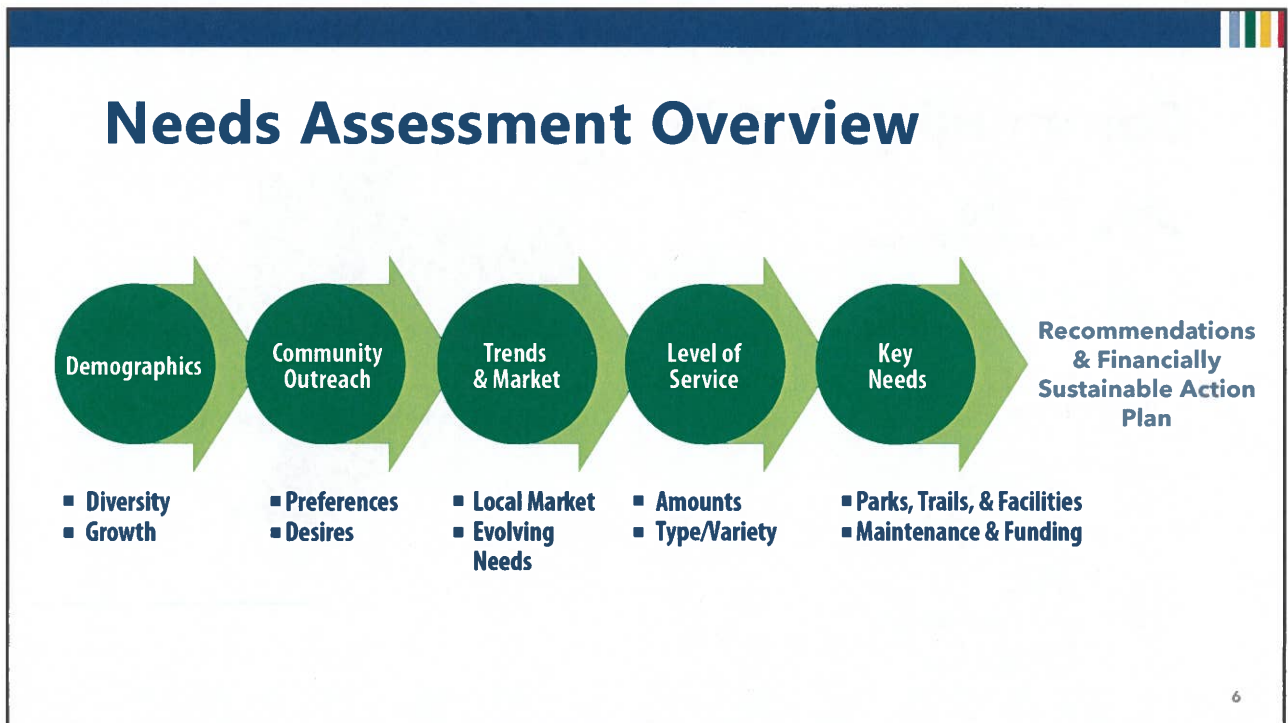 Needs Assessment Overview
Demographics
Community
Outreach
Trends
& Market
Level of
Service
Key
Needs
Recommendations
& Financially
Sustainable Action
Plan
▪ Diversity
▪ Growth
▪ Preferences
▪ Desires
▪ Local Market
▪ Evolving
Needs
▪ Amounts
▪ Type/Variety
▪ Parks, Trails, & Facilities
▪ Maintenance & Funding
6